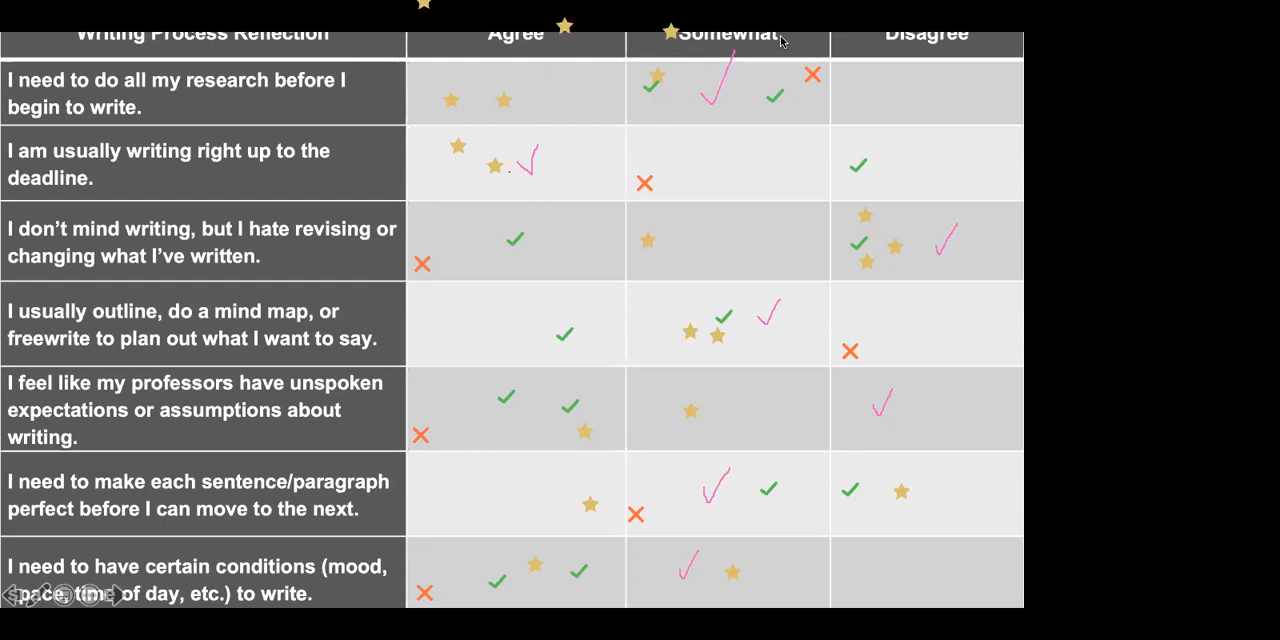 Writing Process Reflection
Agree
Somewhat
Disagree
I need to do all my research before I
begin to write.
I am usually writing right up to the
deadline.
I don’t mind writing, but I hate revising or
changing what I’ve written.
I usually outline, do a mind map, or
freewrite to plan out what I want to say.
I feel like my professors have unspoken
expectations or assumptions about
writing.
I need to make each sentence/paragraph
perfect before I can move to the next.
I need to have certain conditions (mood,
space, time of day, etc.) to write.